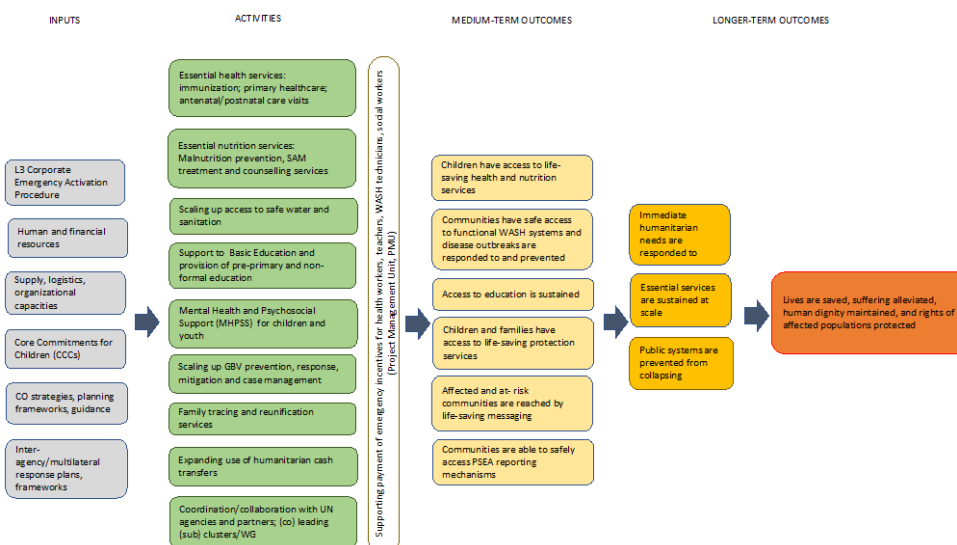 INPUTS
ACTIVITIES
MEDIUM-TERM OUTCOMES
LONGER-TERM OUTCOMES
L3 Corporate
Emergency Activation
Procedure
Human and financial
resources
Supply, logistics,
organizational
capacities
Core Commitments for
Children (CCCs)
CO strategies, planning
frameworks, guidance
Inter-
agency/multilateral
response plans,
frameworks
Essential health services:
immunization; primary healthcare;
antenatal/postnatal care visits
Essential nutrition services:
Malnutrition prevention, SAM
treatment and counselling services
Scaling up access to safe water and
sanitation
Support to Basic Education and
provision of pre-primary and non-
formal education
Mental Health and Psychosocial
Support (MHPSS) for children and
youth
Scaling up GBV prevention, response,
mitigation and case management
Family tracing and reunification
services
Expanding use of humanitarian cash
transfers
Coordination/collaboration with UN
agencies and partners; (co) leading
(sub) clusters/WG
Supporting payment of emergency incentives for health workers, teachers, WASH technicians, social workers
(Project Management Unit, PMU)
Children have access to life-
saving health and nutrition
services
Communities have safe access
to functional WASH systems and
disease outbreaks are
responded to and prevented
Access to education is sustained
Children and families have
access to life-saving protection
services
Affected and at- risk
communities are reached by
life-saving messaging
Communities are able to safely
access PSEA reporting
mechanisms
Immediate
humanitarian
needs are
responded to
Essential services
are sustained at
scale
Public systems are
prevented from
collapsing
Lives are saved, suffering alleviated,
human dignity maintained, and rights of
affected populations protected